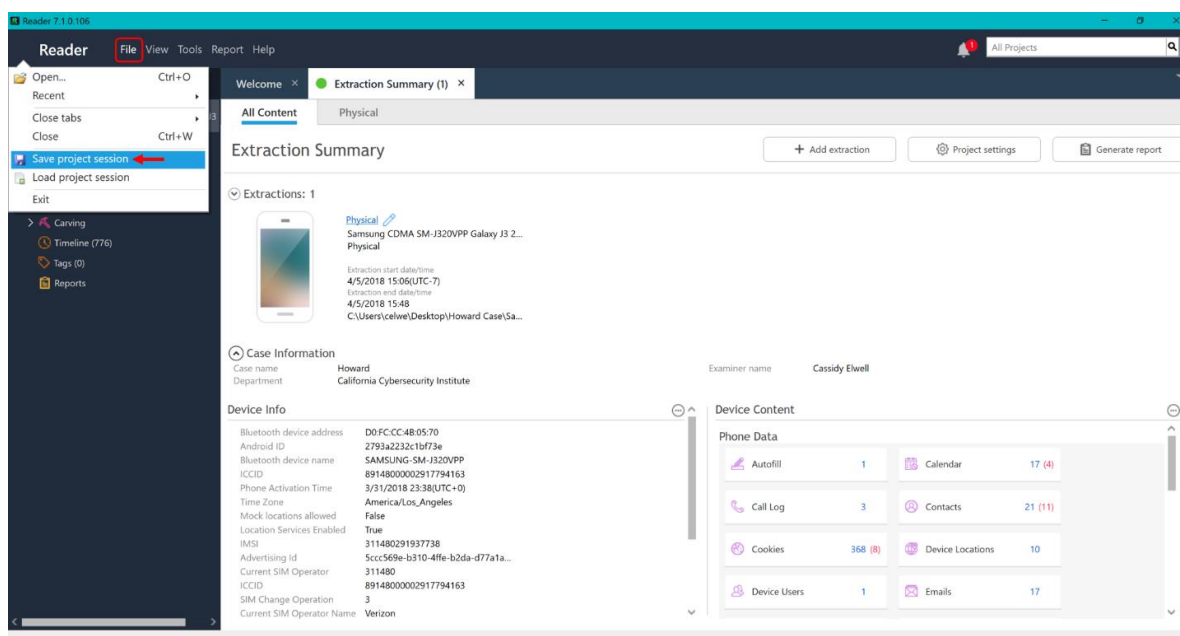 Reader 7.1.0.106
Reader File View Tools Report Help
1
All Projects
Open... Ctrl+O
Recent
Close tabs
Close Ctrl+W
Save project session
Load project session
Exit
Carving
Timeline (776)
Tags (0)
Reports
Welcome × Extraction Summary (1) ×
All Content Physical
Extraction Summary
+ Add extraction
Project settings
Generate report
Extractions: 1
Physical
Samsung CDMA SM-J320VPP Galaxy J3 2...
Physical
Extraction start date/time
4/5/2018 15:06(UTC-7)
Extraction end date/time
4/5/2018 15:48
C:\Users\celwe\Desktop\Howard Case\Sa...
Case Information
Case name Howard
Examiner name Cassidy Elwell
Department California Cybersecurity Institute
Device Info
Bluetooth device address D0:FC:CC:4B:05:70
Android ID 2793a2232c1bf73e
Bluetooth device name SAMSUNG-SM-J320VPP
ICCID 89148000002917794163
Phone Activation Time 3/31/2018 23:38(UTC+0)
Time Zone America/Los_Angeles
Mock locations allowed False
Location Services Enabled True
IMSI 311480291937738
Advertising Id 5ccc569e-b310-4ffe-b2da-d77a1a...
Current SIM Operator 311480
ICCID 89148000002917794163
SIM Change Operation 3
Current SIM Operator Name Verizon
Device Content
Phone Data
Autofill 1
Calendar 17 (4)
Call Log 3
Contacts 21 (11)
Cookies 368 (8)
Device Locations 10
Device Users 1
Emails 17